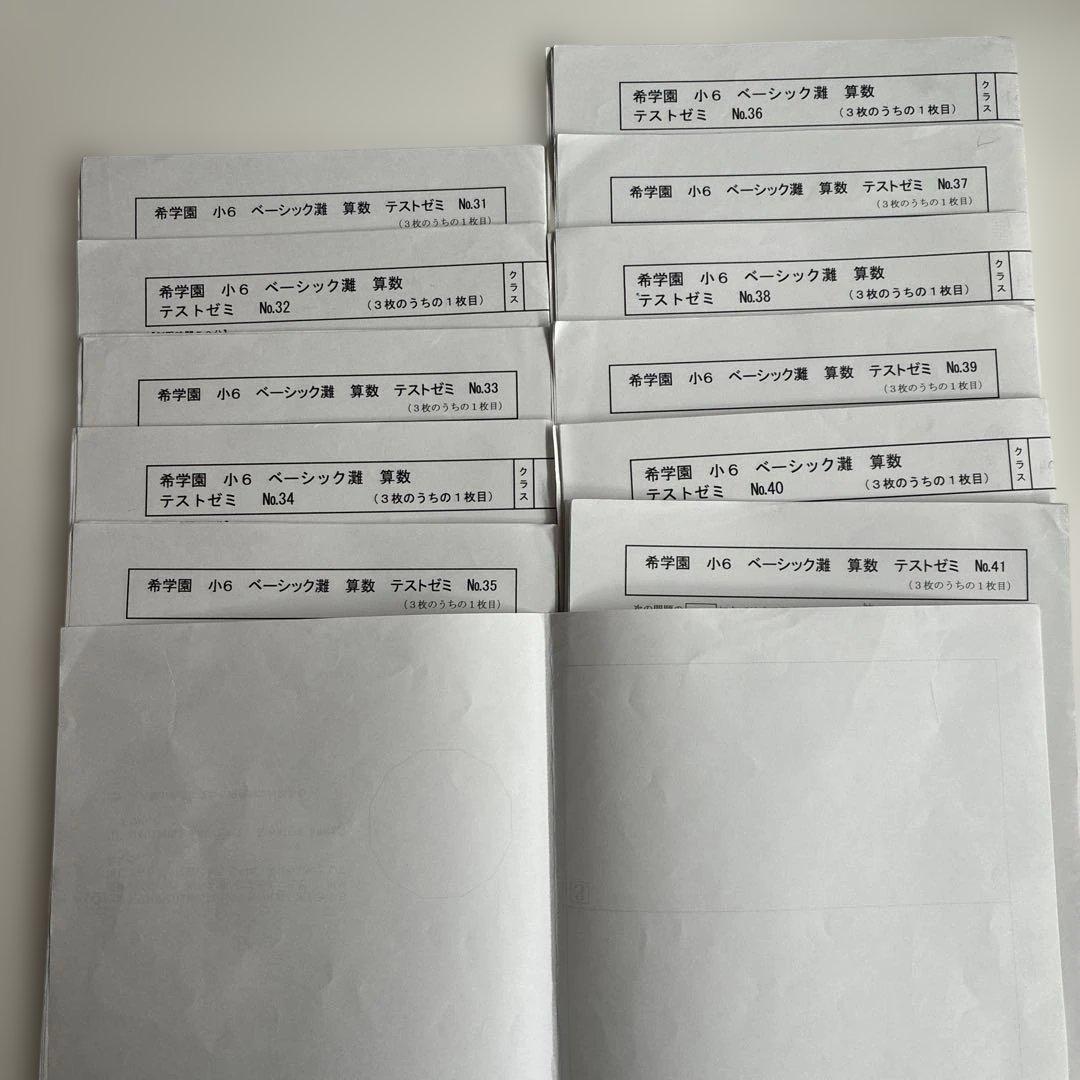 希学園 小6 ベーシック灘 算数 テストゼミ No.31
(3枚のうちの1枚目)
希学園 小6 ベーシック灘 算数
テストゼミ No.32 (3枚のうちの1枚目)
クラス
希学園 小6 ベーシック灘 算数 テストゼミ No.33
(3枚のうちの1枚目)
希学園 小6 ベーシック灘 算数
テストゼミ No.34 (3枚のうちの1枚目)
クラス
希学園 小6 ベーシック灘 算数 テストゼミ No.35
(3枚のうちの1枚目)
希学園 小6 ベーシック灘 算数
テストゼミ No.36 (3枚のうちの1枚目)
クラス
希学園 小6 ベーシック灘 算数 テストゼミ No.37
(3枚のうちの1枚目)
希学園 小6 ベーシック灘 算数
テストゼミ No.38 (3枚のうちの1枚目)
クラス
希学園 小6 ベーシック灘 算数 テストゼミ No.39
(3枚のうちの1枚目)
希学園 小6 ベーシック灘 算数
テストゼミ No.40 (3枚のうちの1枚目)
クラス
希学園 小6 ベーシック灘 算数 テストゼミ No.41
(3枚のうちの1枚目)
次の問題の